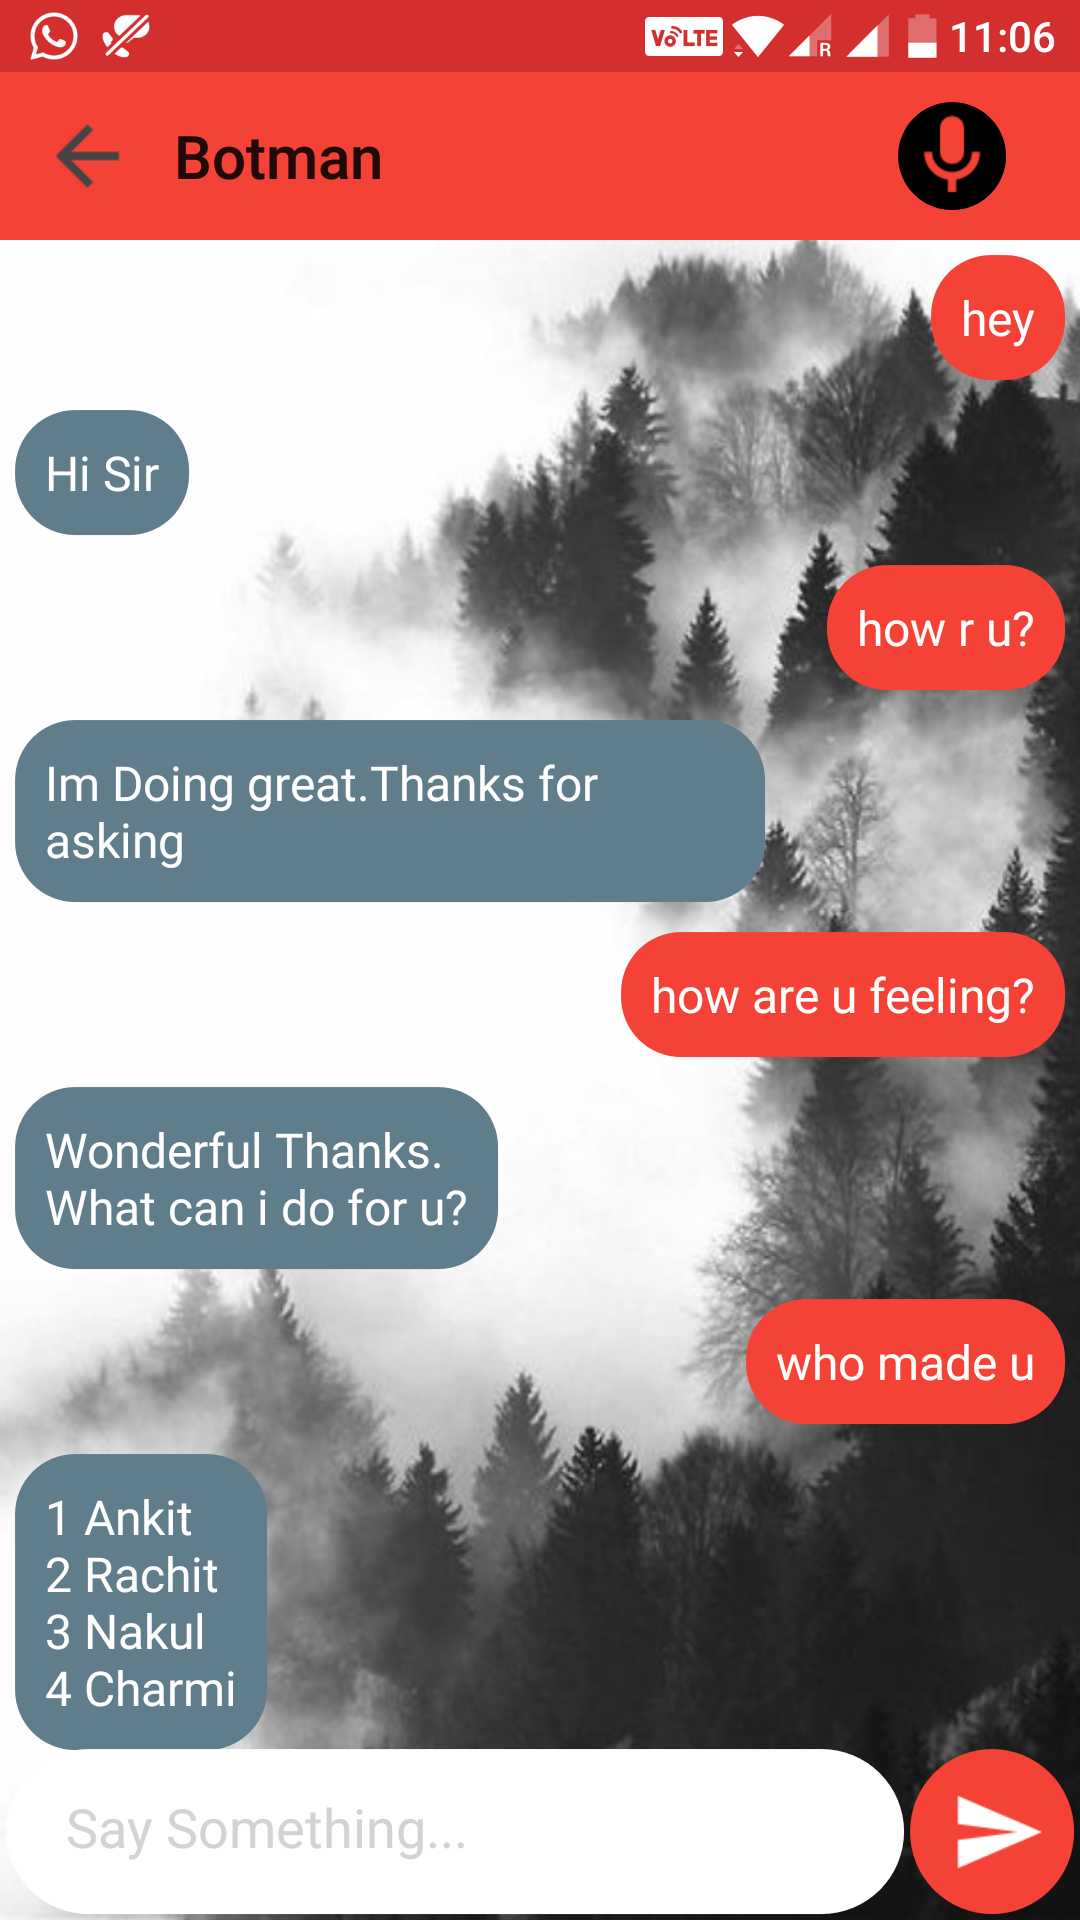 VoLTE R 11:06
Botman
hey
Hi Sir
how r u?
Im Doing great.Thanks for
asking
how are u feeling?
Wonderful Thanks.
What can i do for u?
who made u
1 Ankit
2 Rachit
3 Nakul
4 Charmi
Say Something...